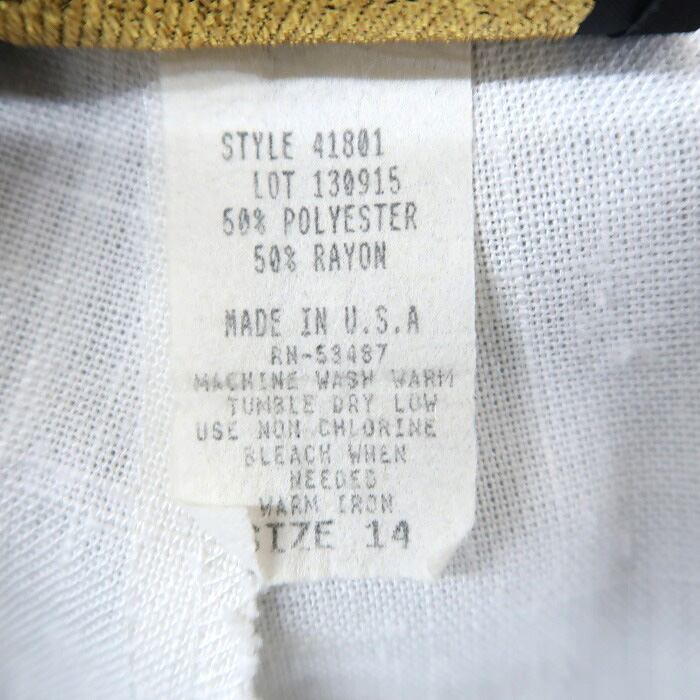 STYLE 41801
LOT 130915
50% POLYESTER
50% RAYON
MADE IN U.S.A
RN-53487
MACHINE WASH WARM
TUMBLE DRY LOW
USE NON CHLORINE
BLEACH WHEN
NEEDED
WARM IRON
SIZE 14